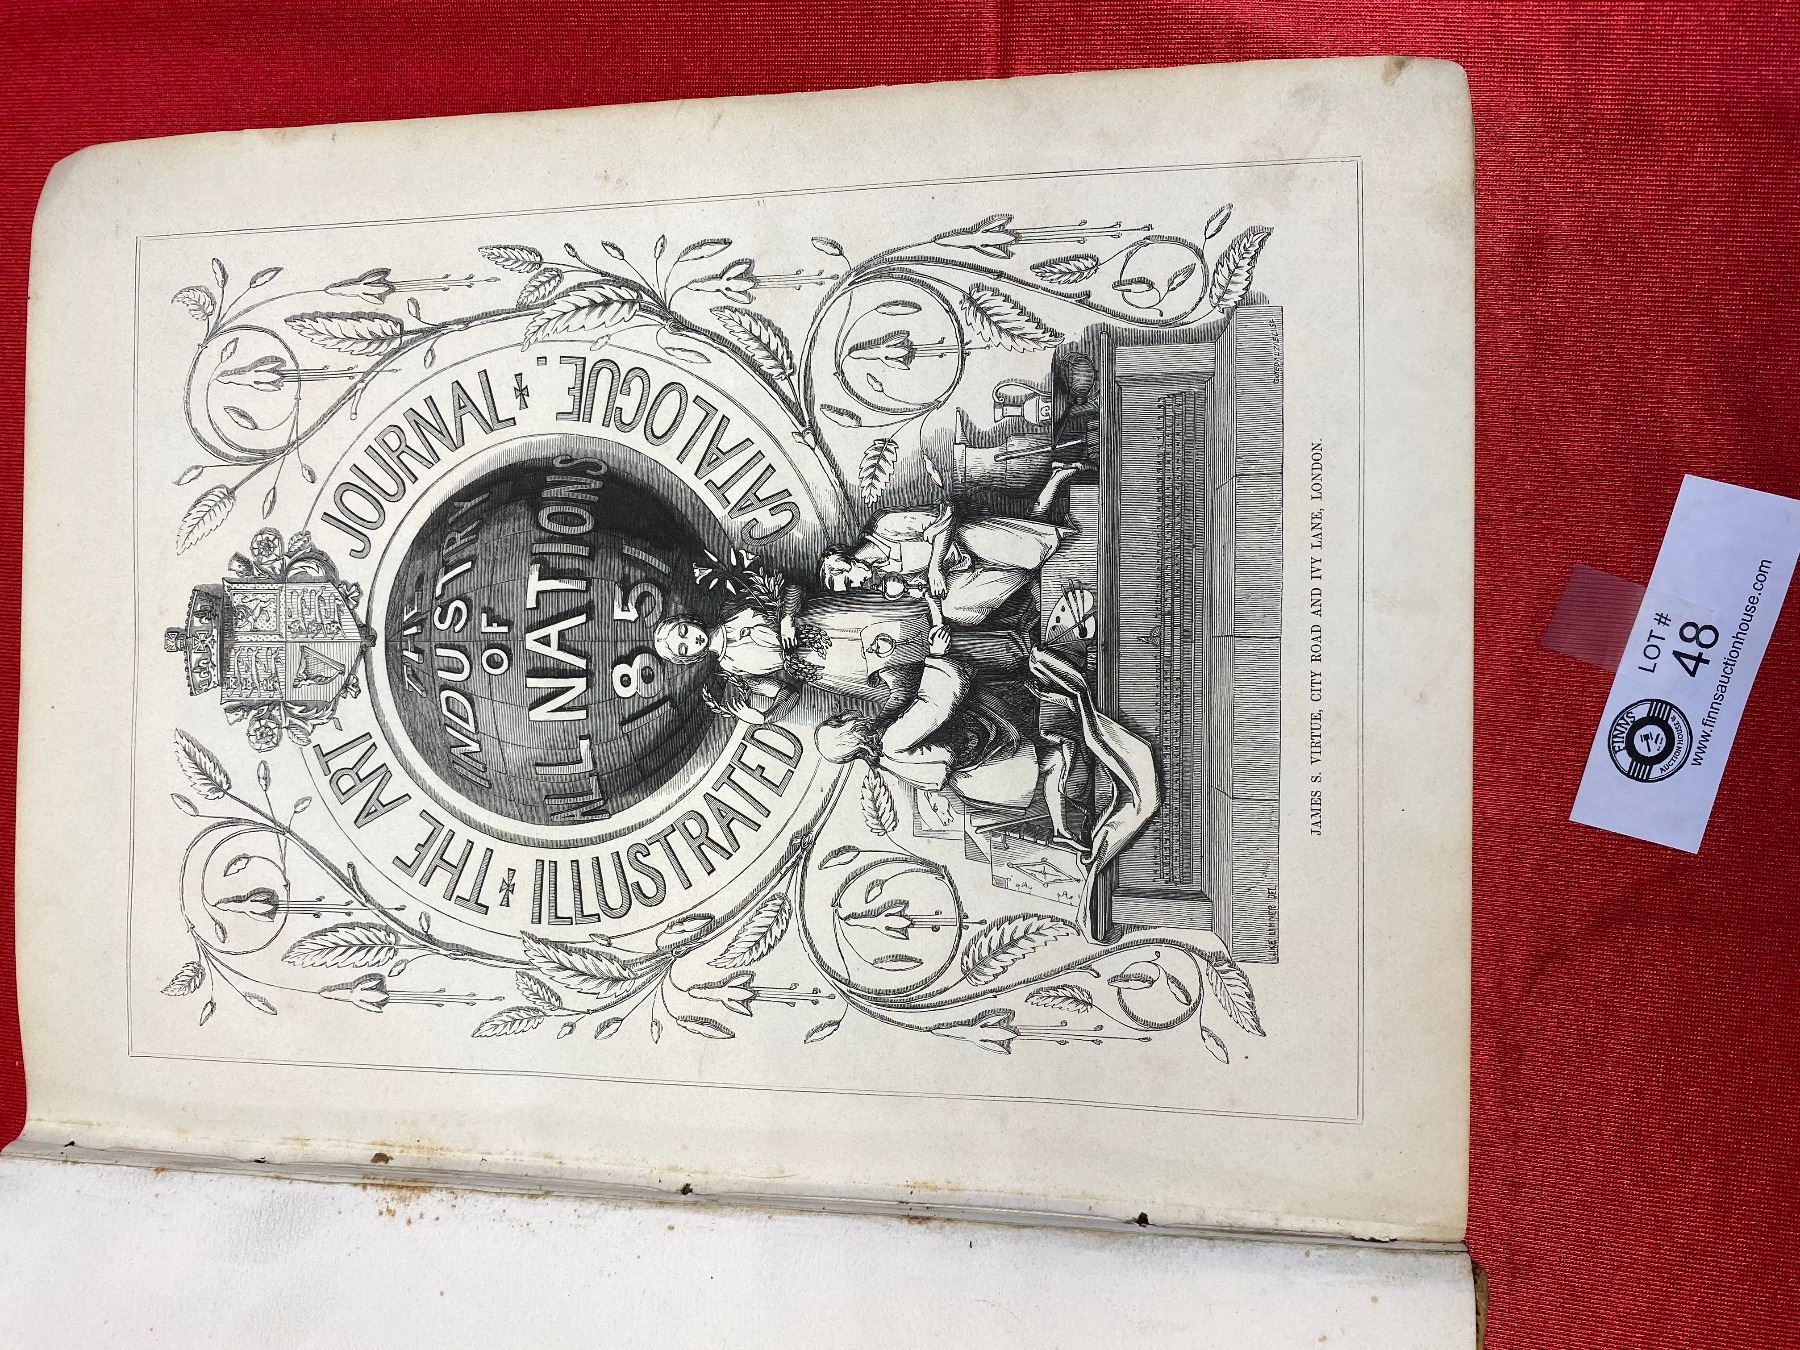 THE ART JOURNAL
ILLUSTRATED CATALOGUE.
THE
INDUSTRY
OF
ALL NATIONS
1851
JAMES S. VIRTUE, CITY ROAD AND IVY LANE, LONDON.
LOT #
48
FINNS
AUCTION HOUSE
www.finnsauctionhouse.com